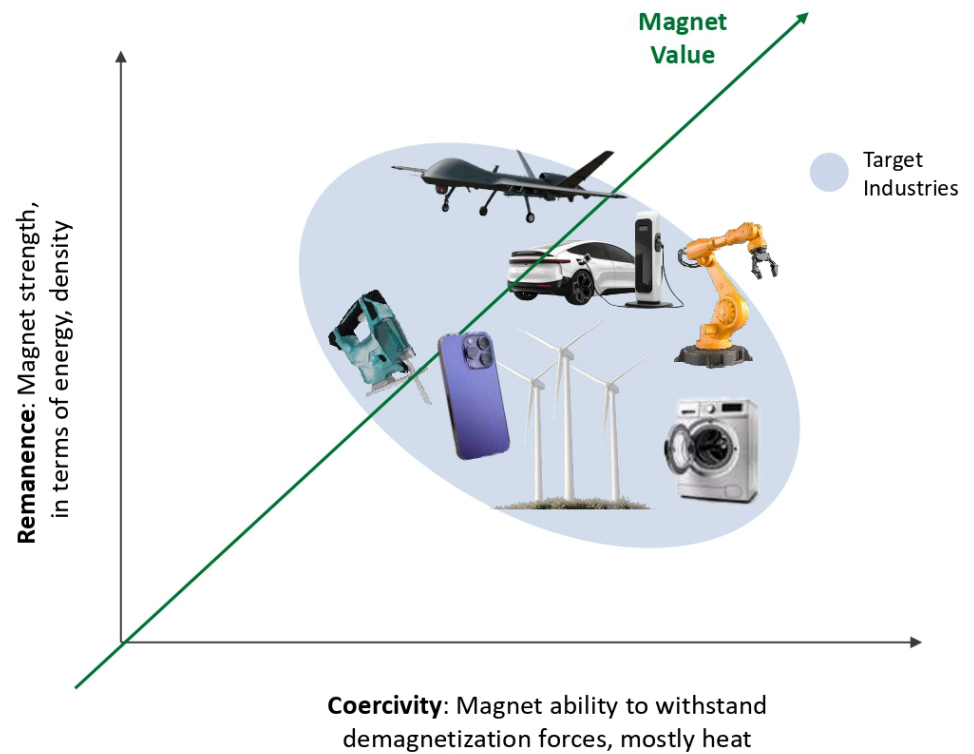 Magnet
Value
Target
Industries
Remanence: Magnet strength,
in terms of energy, density
Coercivity: Magnet ability to withstand
demagnetization forces, mostly heat